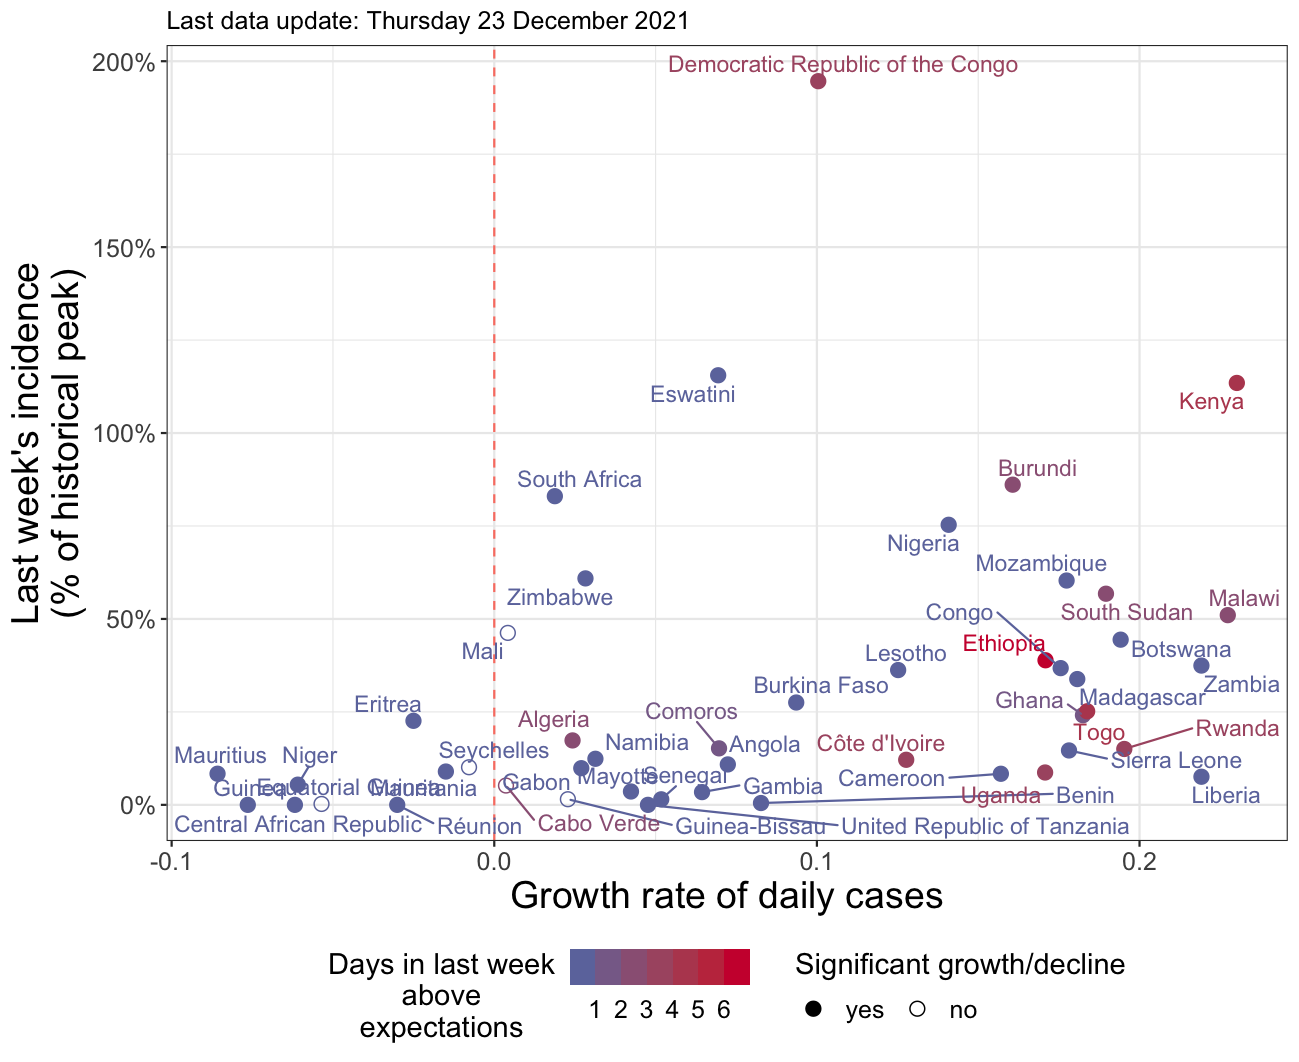 Last data update: Thursday 23 December 2021
200%
150%
100%
50%
0%
Last week's incidence
(% of historical peak)
Democratic Republic of the Congo
Eswatini
Kenya
Burundi
South Africa
Nigeria
Mozambique
Zimbabwe
Malawi
Congo
South Sudan
Mali
Ethiopia
Botswana
Lesotho
Zambia
Burkina Faso
Madagascar
Ghana
Eritrea
Comoros
Algeria
Togo
Rwanda
Namibia
Angola
Côte d'Ivoire
Seychelles
Mauritius
Niger
Sierra Leone
Mayotte
Senegal
Cameroon
Gabon
Gambia
Guinea
Equatorial Guinea
Mauritania
Uganda
Benin
Liberia
Central African Republic
Réunion
Cabo Verde
Guinea-Bissau
United Republic of Tanzania
-0.1
0.0
0.1
0.2
Growth rate of daily cases
Days in last week
above
expectations
1 2 3 4 5 6
Significant growth/decline
yes
no